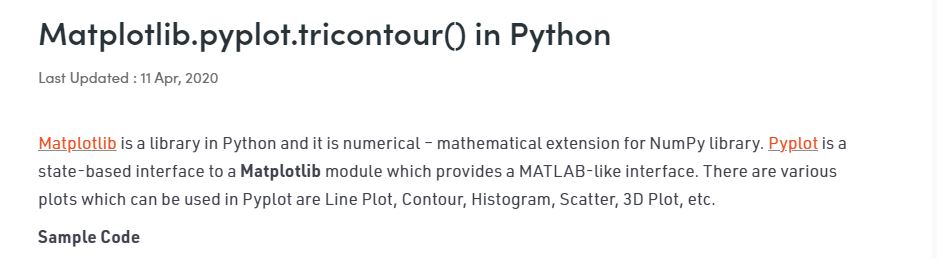 Matplotlib.pyplot.tricontour() in Python
Last Updated : 11 Apr, 2020
Matplotlib is a library in Python and it is numerical – mathematical extension for NumPy library. Pyplot is a
state-based interface to a Matplotlib module which provides a MATLAB-like interface. There are various
plots which can be used in Pyplot are Line Plot, Contour, Histogram, Scatter, 3D Plot, etc.
Sample Code